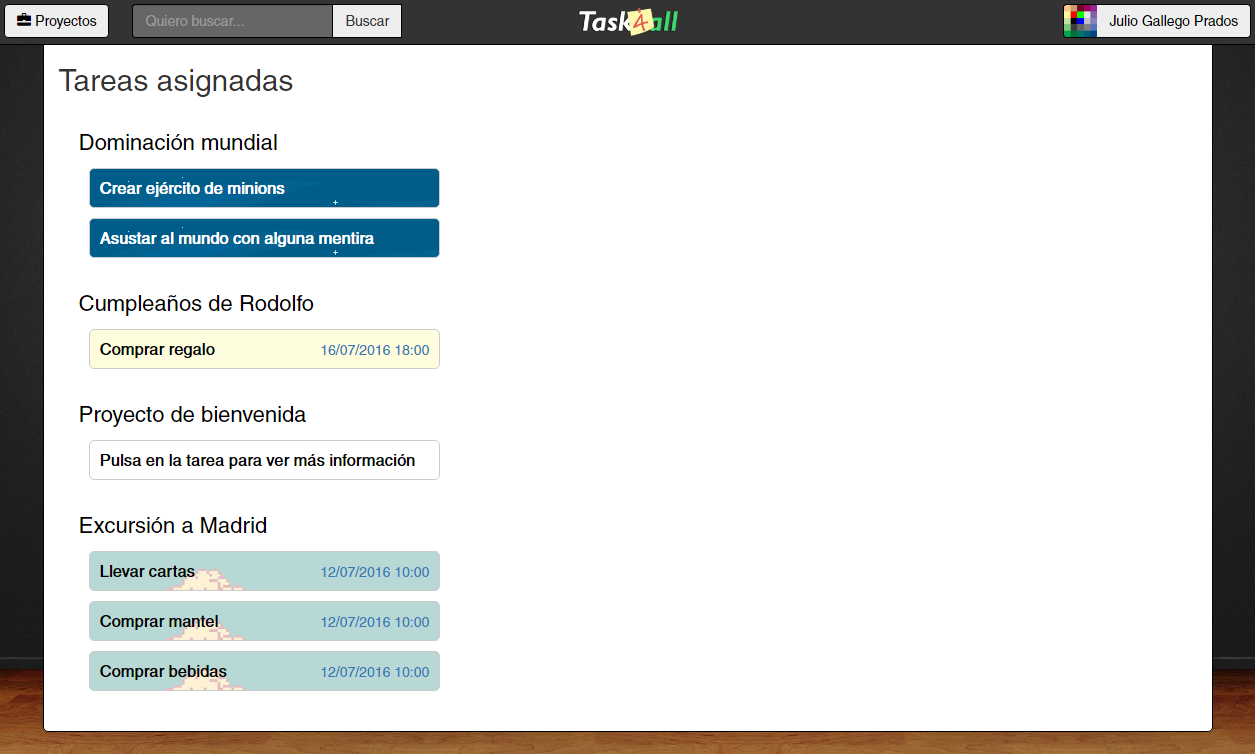 Proyectos
Quiero buscar...
Buscar
Task4all
Julio Gallego Prados
Tareas asignadas
Dominación mundial
Crear ejército de minions
Asustar al mundo con alguna mentira
Cumpleaños de Rodolfo
Comprar regalo 16/07/2016 18:00
Proyecto de bienvenida
Pulsa en la tarea para ver más información
Excursión a Madrid
Llevar cartas 12/07/2016 10:00
Comprar mantel 12/07/2016 10:00
Comprar bebidas 12/07/2016 10:00